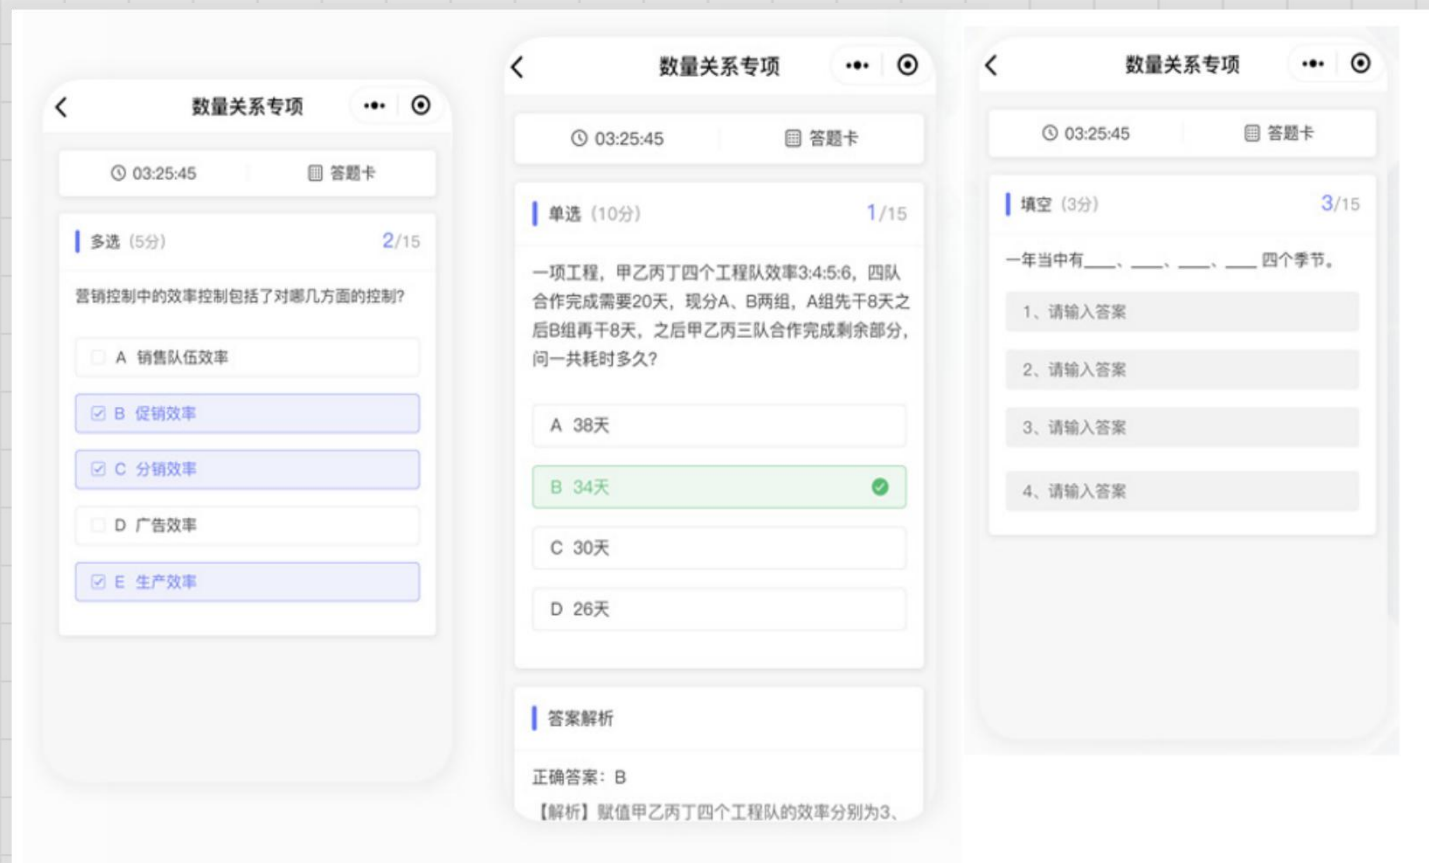 数量关系专项
03:25:45 答题卡
多选 (5分) 2/15
营销控制中的效率控制包括了对哪几方面的控制?
A 销售队伍效率
B 促销效率
C 分销效率
D 广告效率
E 生产效率
数量关系专项
03:25:45 答题卡
单选 (10分) 1/15
一项工程，甲乙丙丁四个工程队效率3:4:5:6，四队
合作完成需要20天，现分A、B两组，A组先干8天之
后B组再干8天，之后甲乙丙三队合作完成剩余部分，
问一共耗时多久?
A 38天
B 34天
C 30天
D 26天
答案解析
正确答案：B
【解析】赋值甲乙丙丁四个工程队的效率分别为3、
数量关系专项
03:25:45 答题卡
填空 (3分) 3/15
一年当中有____、____、____、____ 四个季节。
1、请输入答案
2、请输入答案
3、请输入答案
4、请输入答案